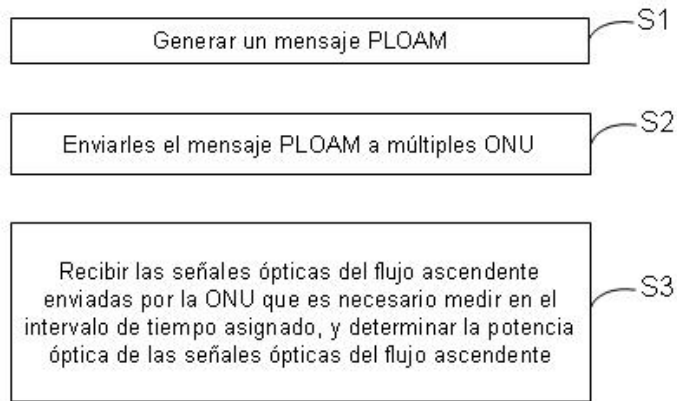 Generar un mensaje PLOAM
S1
Enviarles el mensaje PLOAM a múltiples ONU
S2
Recibir las señales ópticas del flujo ascendente
enviadas por la ONU que es necesario medir en el
intervalo de tiempo asignado, y determinar la potencia
óptica de las señales ópticas del flujo ascendente
S3